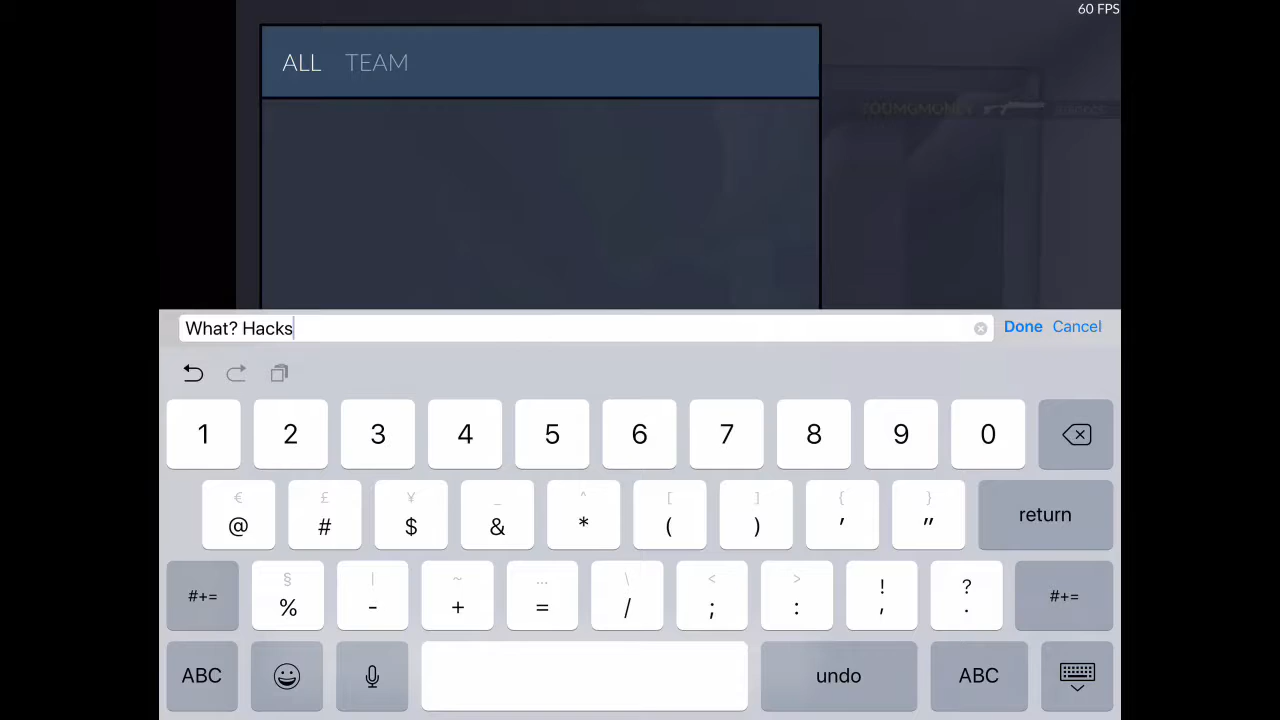 60 FPS
ALL TEAM
What? Hacks
Done Cancel
1 2 3 4 5 6 7 8 9 0
€ £ ¥ _ ^ [ ] { }
@ # $ & * ( ) ' " return
§ | ~ … \ < > ! ?
#+= % - + = / ; : , . #+=
ABC undo ABC